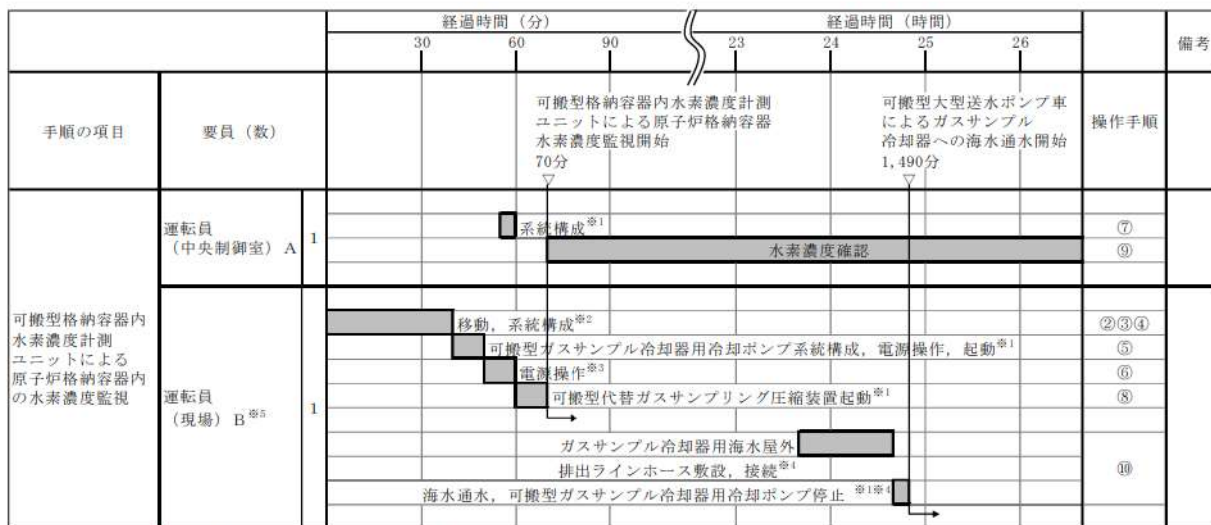 経過時間（分）
経過時間（時間）
30
60
90
23
24
25
26
備考
手順の項目
要員（数）
操作手順
可搬型格納容器内水素濃度計測
ユニットによる原子炉格納容器
水素濃度監視開始
70分
▽
可搬型大型送水ポンプ車
によるガスサンプル
冷却器への海水通水開始
1,490分
▽
可搬型格納容器内
水素濃度計測
ユニットによる
原子炉格納容器内
の水素濃度監視
運転員
（中央制御室）A
1
系統構成※1
⑦
水素濃度確認
⑨
運転員
（現場）B※5
1
移動，系統構成※2
②③④
可搬型ガスサンプル冷却器用冷却ポンプ系統構成，電源操作，起動※1
⑤
電源操作※3
⑥
可搬型代替ガスサンプリング圧縮装置起動※1
⑧
ガスサンプル冷却器用海水屋外
排出ラインホース敷設，接続※4
⑩
海水通水，可搬型ガスサンプル冷却器用冷却ポンプ停止 ※1※4